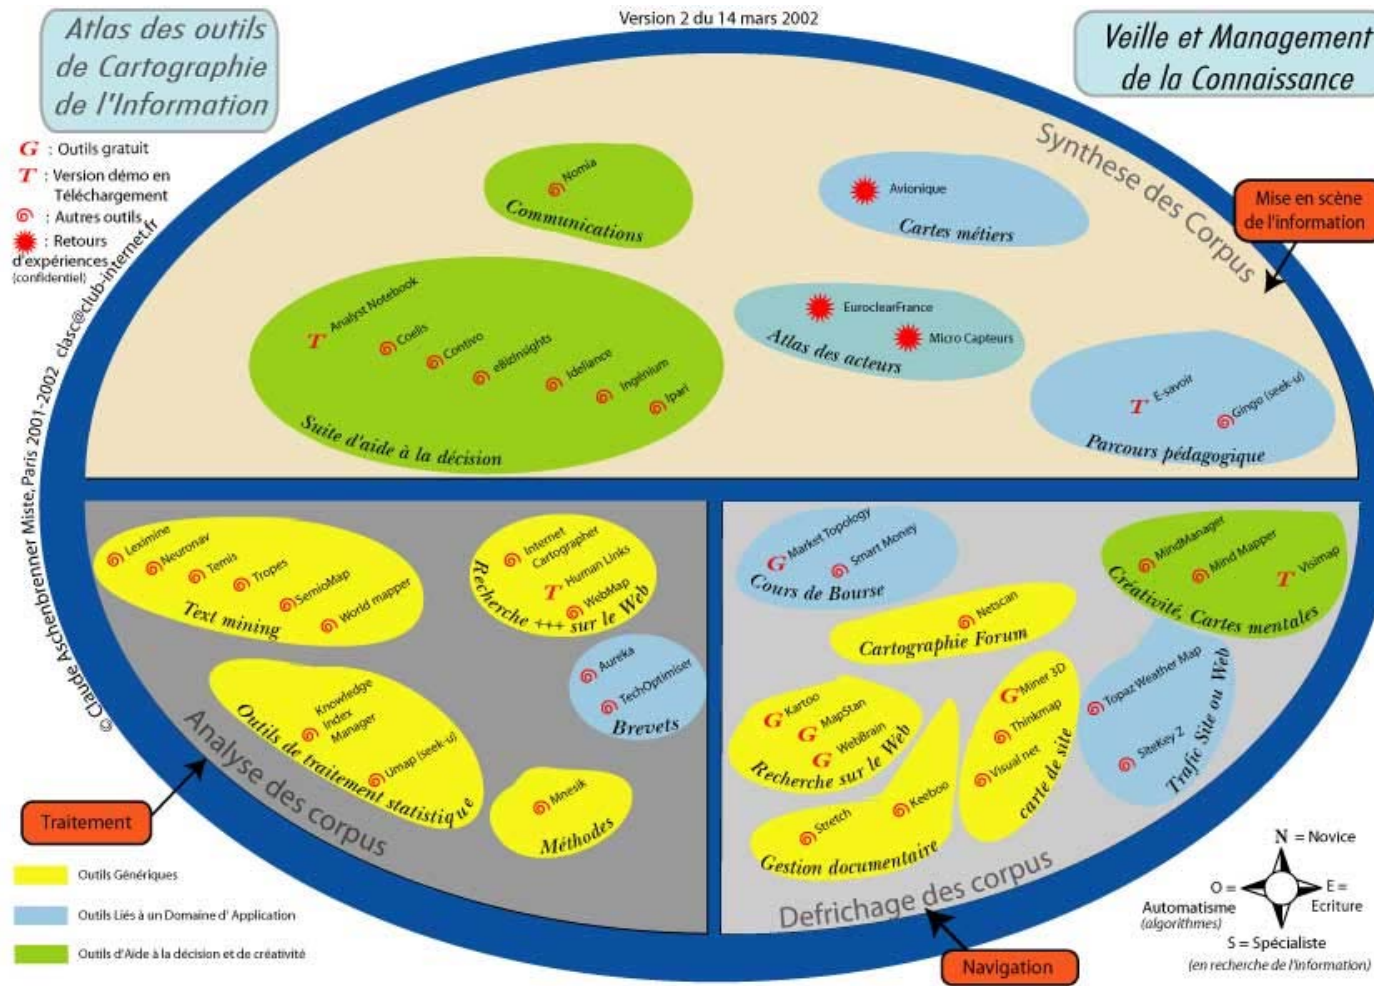 Version 2 du 14 mars 2002
Atlas des outils
de Cartographie
de l'Information
Veille et Management
de la Connaissance
G : Outils gratuit
T : Version démo en
Téléchargement
: Autres outils
: Retours
d'expériences
(confidentiel)
© Claude Aschenbrenner Miste, Paris 2001-2002 clasc@club-internet.fr
Synthese des Corpus
Mise en scène
de l'information
Nomia
Communications
Avionique
Cartes métiers
T Analyst Notebook
Coelis
Contivo
eBizInsights
Ideliance
Ingénium
Ipari
Suite d'aide à la décision
EuroclearFrance
Micro Capteurs
Atlas des acteurs
T E-savoir
Gingo (seek-u)
Parcours pédagogique
Leximine
Neuronav
Temis
Tropes
SemioMap
World mapper
Text mining
Internet
Cartographer
T Human Links
WebMap
Recherche +++ sur le Web
Aureka
TechOptimiser
Brevets
Knowledge
Index
Manager
Umap (seek-u)
Outils de traitement statistique
Mnesik
Méthodes
Analyse des corpus
Traitement
G Market Topology
Smart Money
Cours de Bourse
Netscan
Cartographie Forum
MindManager
Mind Mapper
T Visimap
Créativité, Cartes mentales
G Kartoo
G MapStan
G WebBrain
Recherche sur le Web
G Miner 3D
Thinkmap
Visual net
carte de site
Topaz Weather Map
SiteKey 2
Trafic Site ou Web
Stretch
Keeboo
Gestion documentaire
Defrichage des corpus
Navigation
Outils Génériques
Outils Liés à un Domaine d' Application
Outils d'Aide à la décision et de créativité
N = Novice
O =
Automatisme
(algorithmes)
E =
Ecriture
S = Spécialiste
(en recherche de l'information)